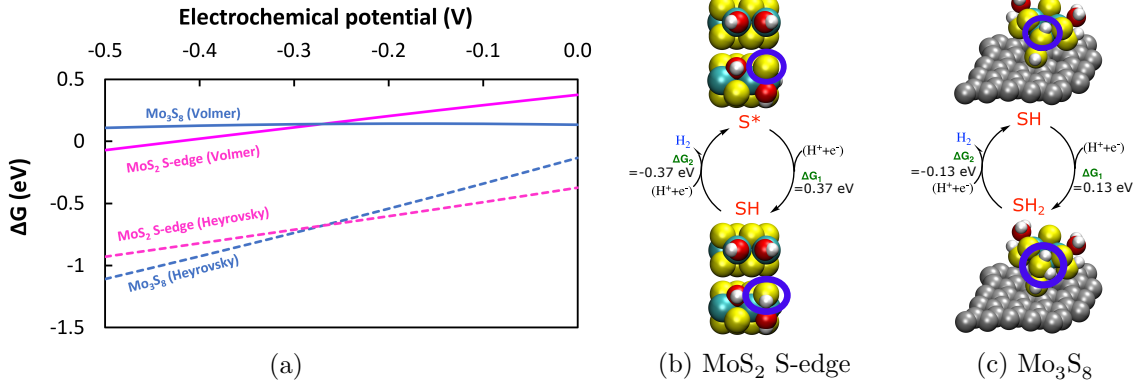 Electrochemical potential (V)
-0.5 -0.4 -0.3 -0.2 -0.1 0.0
ΔG (eV)
0.5
0
-0.5
-1
-1.5
Mo₃S₈ (Volmer)
MoS₂ S-edge (Volmer)
MoS₂ S-edge (Heyrovsky)
Mo₃S₈ (Heyrovsky)
(a)
S*
H₂
ΔG₂
=-0.37 eV
(H⁺+e⁻)
(H⁺+e⁻)
ΔG₁
=0.37 eV
SH
(b) MoS₂ S-edge
SH
H₂
ΔG₂
=-0.13 eV
(H⁺+e⁻)
(H⁺+e⁻)
ΔG₁
=0.13 eV
SH₂
(c) Mo₃S₈